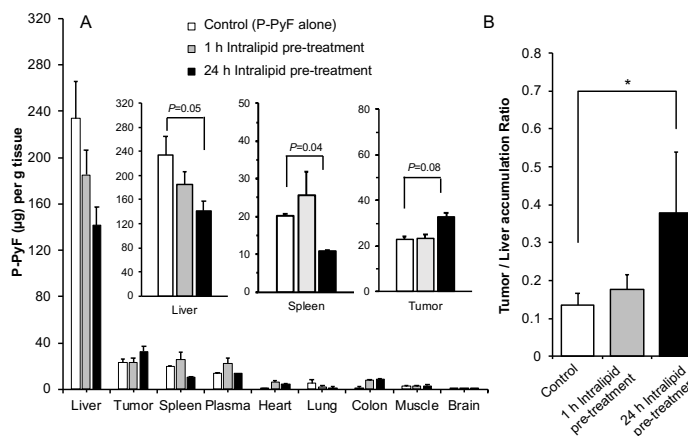 A
Control (P-PyF alone)
1 h Intralipid pre-treatment
24 h Intralipid pre-treatment
P-PyF (µg) per g tissue
320
280
240
200
160
120
80
40
0
Liver
Tumor
Spleen
Plasma
Heart
Lung
Colon
Muscle
Brain
320
280
240
200
160
120
80
40
0
P=0.05
Liver
50
40
30
20
10
0
P=0.04
Spleen
100
80
60
40
20
0
P=0.08
Tumor
B
Tumor / Liver accumulation Ratio
0.8
0.7
0.6
0.5
0.4
0.3
0.2
0.1
0
*
Control
1 h Intralipid
pre-treatment
24 h Intralipid